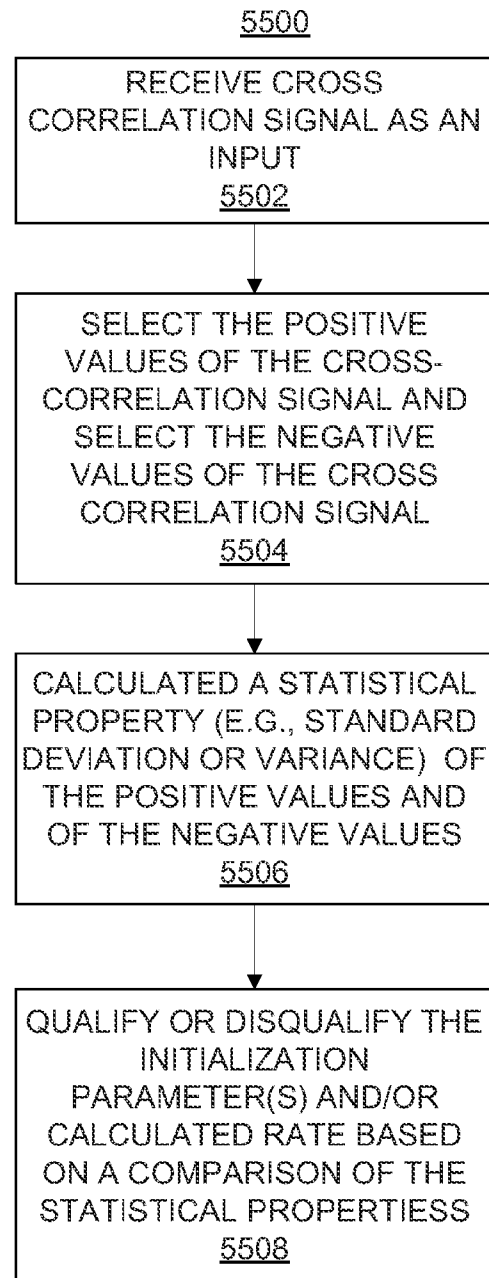 5500
RECEIVE CROSS
CORRELATION SIGNAL AS AN
INPUT
5502
SELECT THE POSITIVE
VALUES OF THE CROSS-
CORRELATION SIGNAL AND
SELECT THE NEGATIVE
VALUES OF THE CROSS
CORRELATION SIGNAL
5504
CALCULATED A STATISTICAL
PROPERTY (E.G., STANDARD
DEVIATION OR VARIANCE) OF
THE POSITIVE VALUES AND
OF THE NEGATIVE VALUES
5506
QUALIFY OR DISQUALIFY THE
INITIALIZATION
PARAMETER(S) AND/OR
CALCULATED RATE BASED
ON A COMPARISON OF THE
STATISTICAL PROPERTIESS
5508